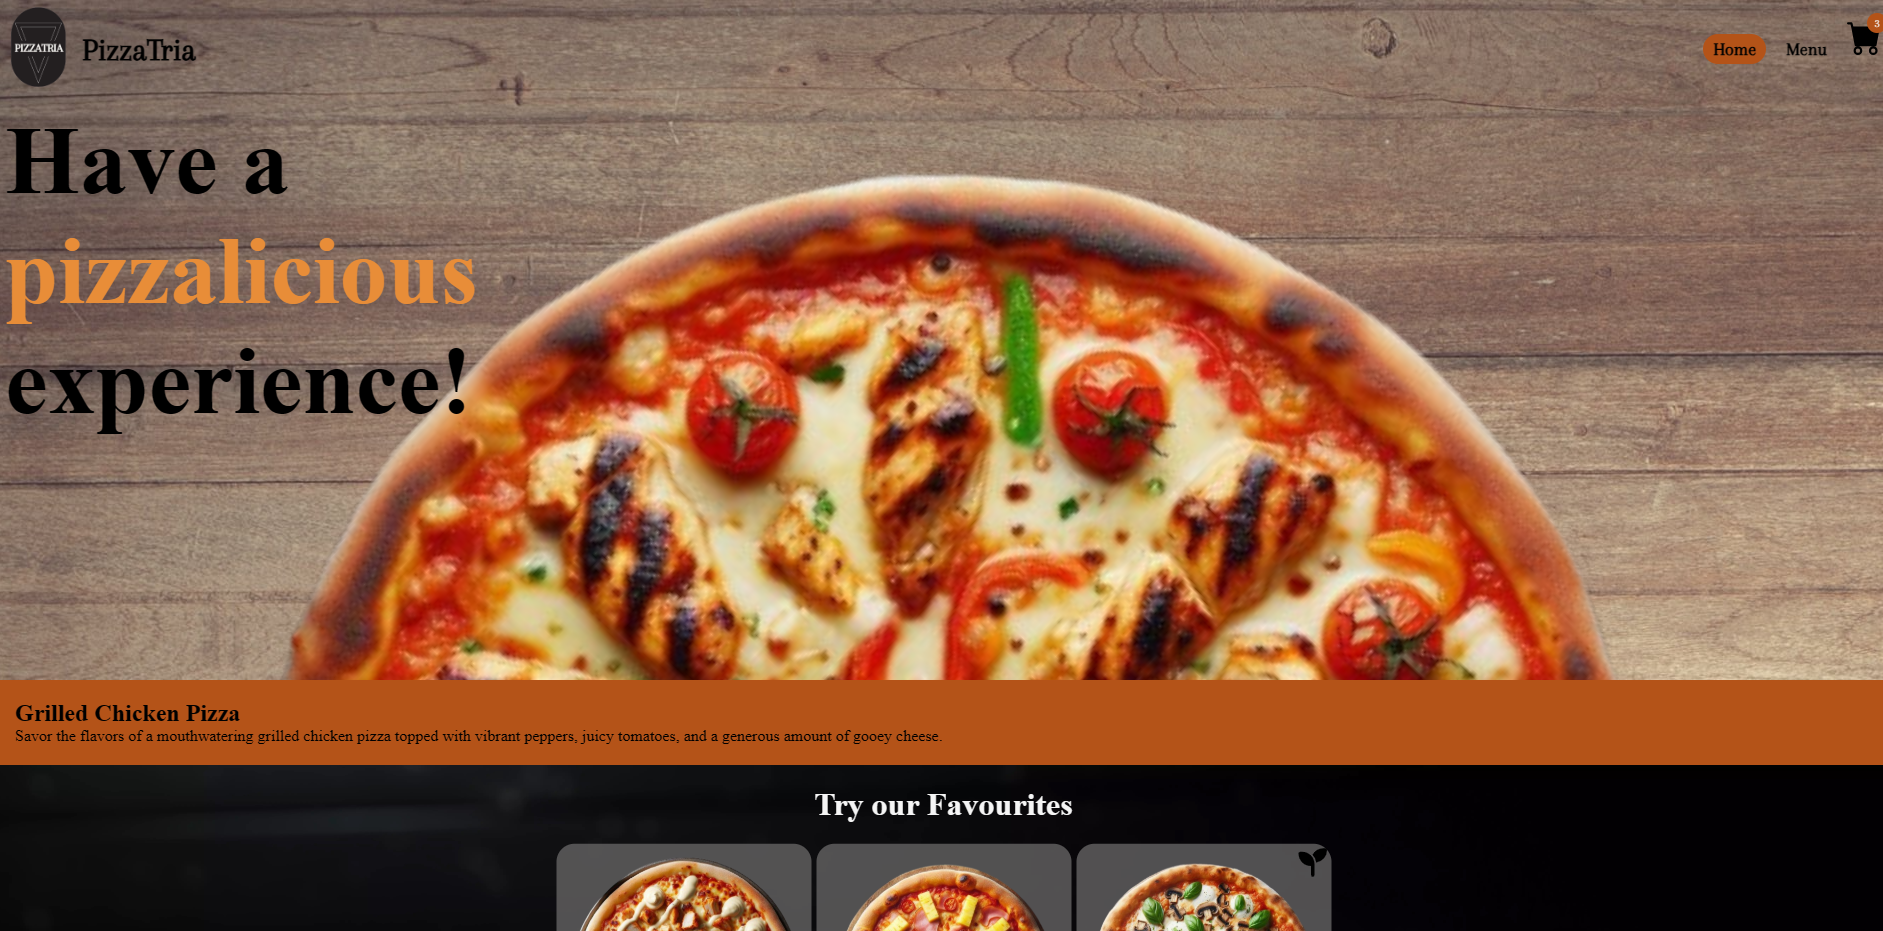 PIZZATRIA
PizzaTria
Home
Menu
3
Have a
pizzalicious
experience!
Grilled Chicken Pizza
Savor the flavors of a mouthwatering grilled chicken pizza topped with vibrant peppers, juicy tomatoes, and a generous amount of gooey cheese.
Try our Favourites